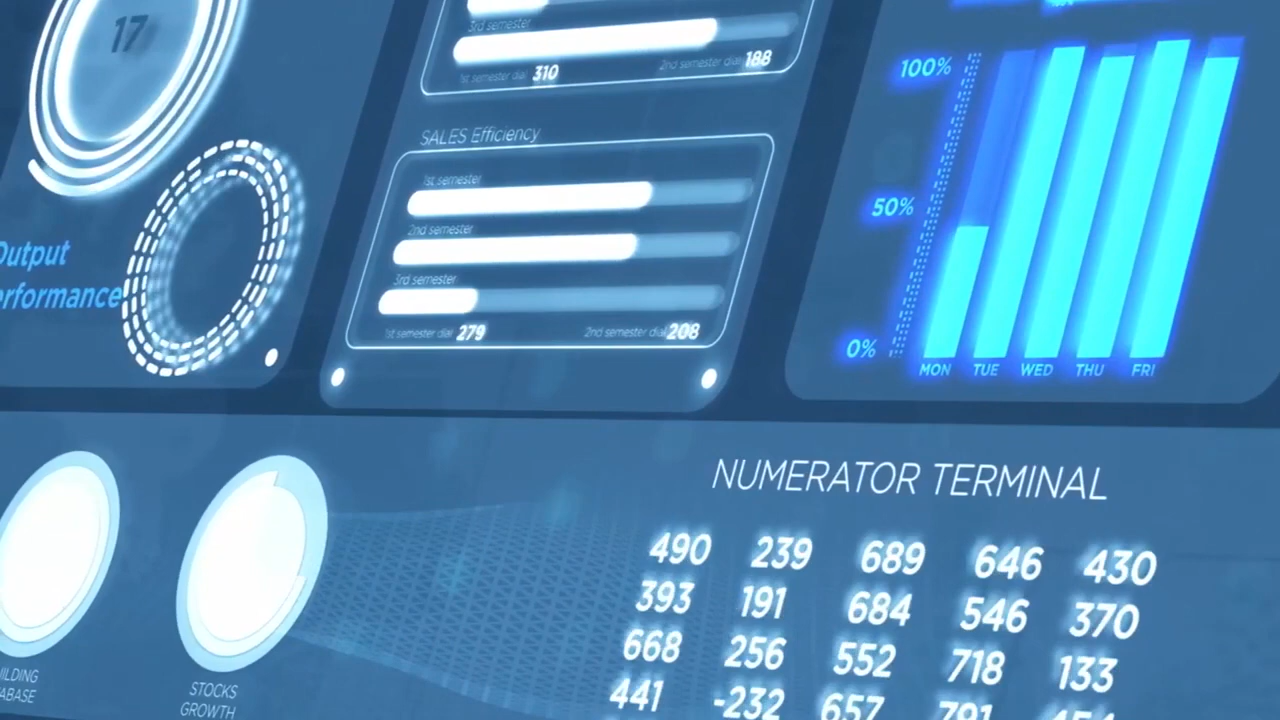 17
Output
erformance
3rd semester
1st semester dial 310
2nd semester dial 188
SALES Efficiency
1st semester
2nd semester
3rd semester
1st semester dial 279
2nd semester dial 208
100%
50%
0%
MON TUE WED THU FRI
ILDING
ABASE
STOCKS
GROWTH
NUMERATOR TERMINAL
490 239 689 646 430
393 191 684 546 370
668 256 552 718 133
441 -232 657 791 454